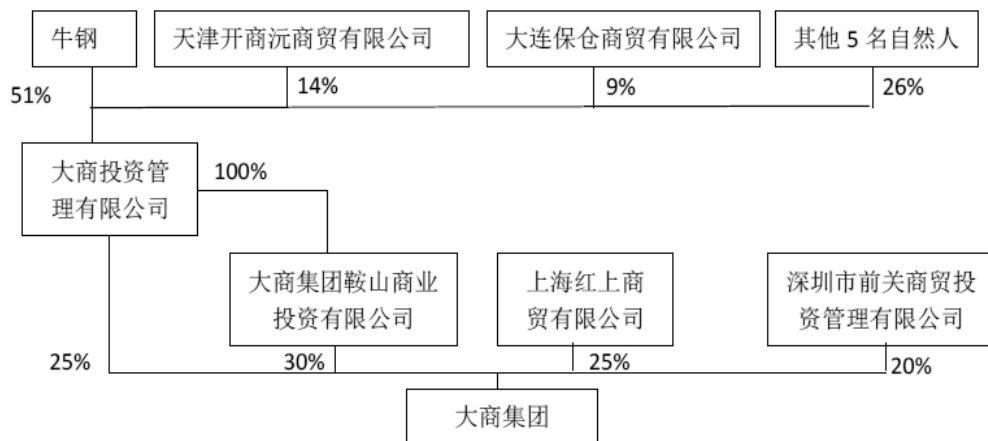 牛钢
天津开商沅商贸有限公司
大连保仓商贸有限公司
其他 5 名自然人
51%
14%
9%
26%
大商投资管
理有限公司
100%
大商集团鞍山商业
投资有限公司
上海红上商
贸有限公司
深圳市前关商贸投
资管理有限公司
25%
30%
25%
20%
大商集团